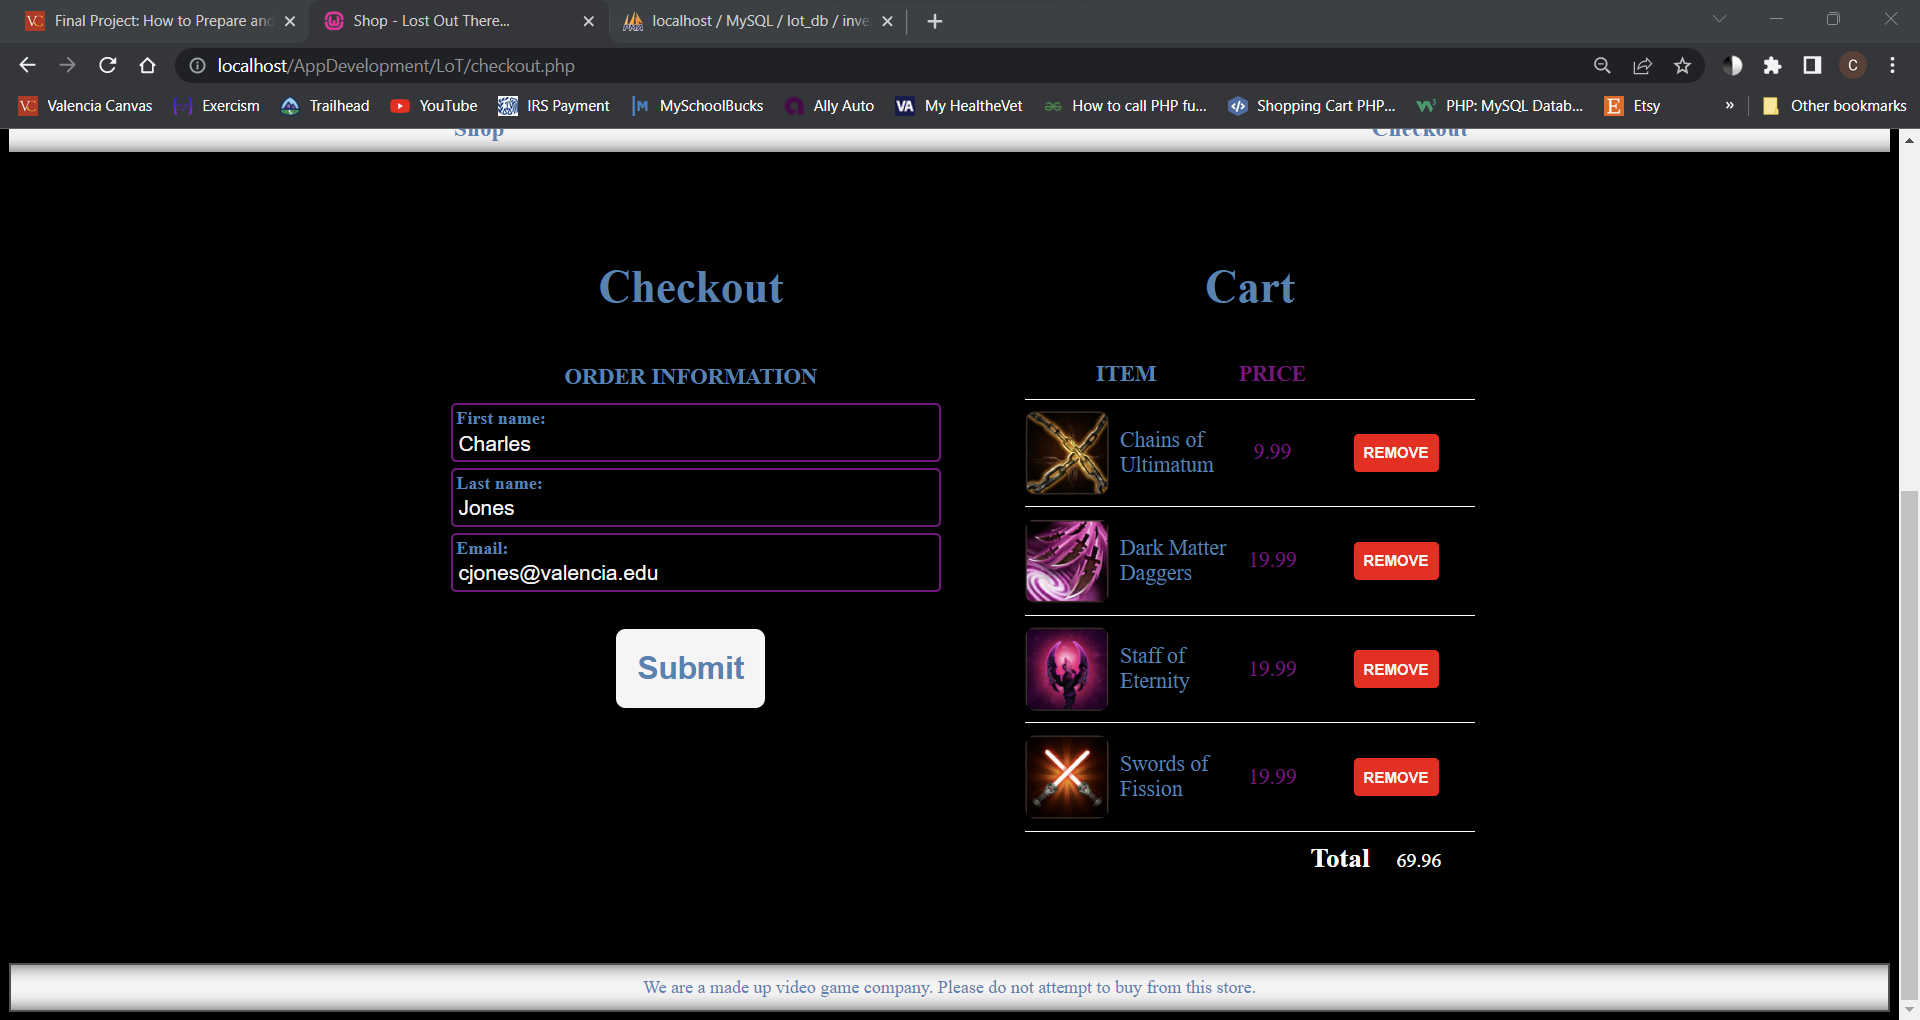 Final Project: How to Prepare and
Shop - Lost Out There...
localhost / MySQL / lot_db / inve
localhost/AppDevelopment/LoT/checkout.php
C
VC Valencia Canvas
Exercism
Trailhead
YouTube
IRS Payment
MySchoolBucks
Ally Auto
VA My HealtheVet
How to call PHP fu...
Shopping Cart PHP...
PHP: MySQL Datab...
E Etsy
»
Other bookmarks
Shop
Checkout
Checkout
Cart
ORDER INFORMATION
ITEM PRICE
First name:
Charles
Last name:
Jones
Email:
cjones@valencia.edu
Submit
Chains of
Ultimatum
9.99
REMOVE
Dark Matter
Daggers
19.99
REMOVE
Staff of
Eternity
19.99
REMOVE
Swords of
Fission
19.99
REMOVE
Total 69.96
We are a made up video game company. Please do not attempt to buy from this store.